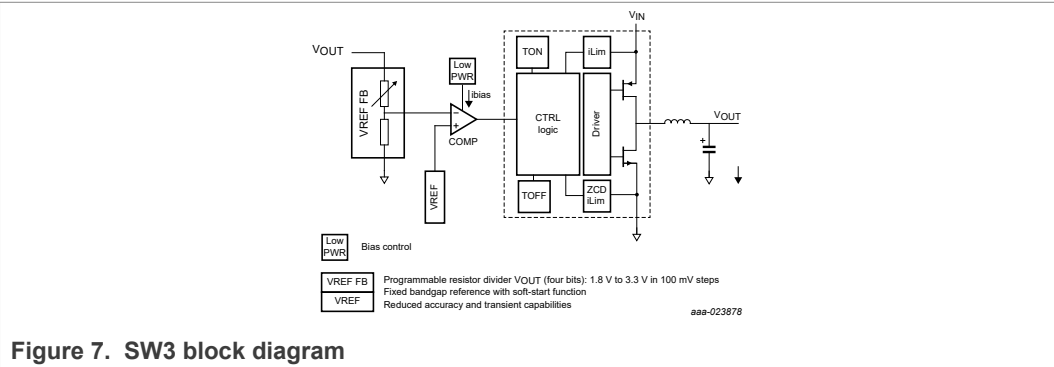 VIN
VOUT
TON
iLim
Low
PWR
ibias
VREF FB
−
+
COMP
CTRL
logic
Driver
VOUT
+
VREF
TOFF
ZCD
iLim
Low
PWR
Bias control
VREF FB
Programmable resistor divider VOUT (four bits): 1.8 V to 3.3 V in 100 mV steps
Fixed bandgap reference with soft-start function
VREF
Reduced accuracy and transient capabilities
aaa-023878
Figure 7. SW3 block diagram